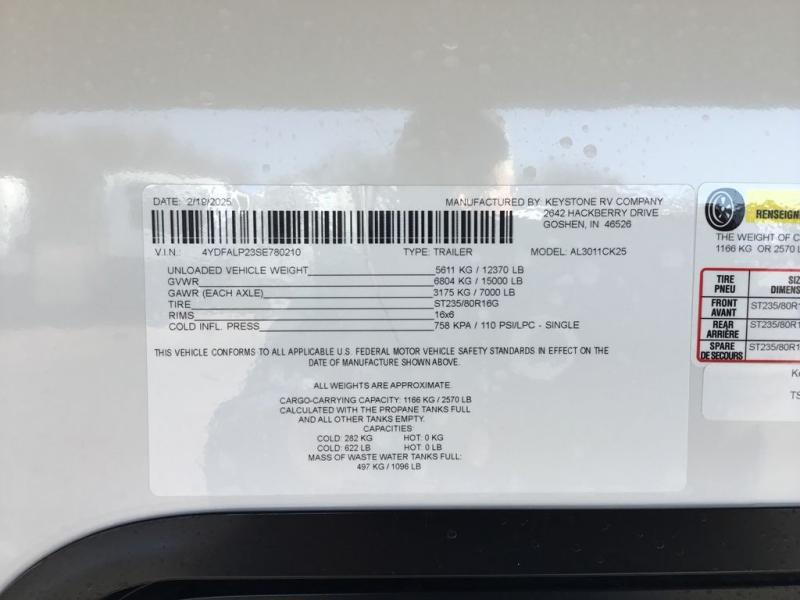 DATE: 2/19/2025
MANUFACTURED BY: KEYSTONE RV COMPANY
2642 HACKBERRY DRIVE
GOSHEN, IN 46526
V.I.N.: 4YDFALP23SE780210 TYPE: TRAILER MODEL: AL3011CK25
UNLOADED VEHICLE WEIGHT 5611 KG / 12370 LB
GVWR 6804 KG / 15000 LB
GAWR (EACH AXLE) 3175 KG / 7000 LB
TIRE ST235/80R16G
RIMS 16x6
COLD INFL. PRESS 758 KPA / 110 PSI/LPC - SINGLE
THIS VEHICLE CONFORMS TO ALL APPLICABLE U.S. FEDERAL MOTOR VEHICLE SAFETY STANDARDS IN EFFECT ON THE
DATE OF MANUFACTURE SHOWN ABOVE.
ALL WEIGHTS ARE APPROXIMATE.
CARGO-CARRYING CAPACITY: 1166 KG / 2570 LB
CALCULATED WITH THE PROPANE TANKS FULL
AND ALL OTHER TANKS EMPTY.
CAPACITIES:
COLD: 282 KG HOT: 0 KG
COLD: 622 LB HOT: 0 LB
MASS OF WASTE WATER TANKS FULL:
497 KG / 1096 LB
RENSEIGN
THE WEIGHT OF C
1166 KG OR 2570 L
TIRE SIZ
PNEU DIMENS
FRONT ST235/80R1
AVANT
REAR ST235/80R1
ARRIÈRE
SPARE ST235/80R1
DE SECOURS
Ke
TS